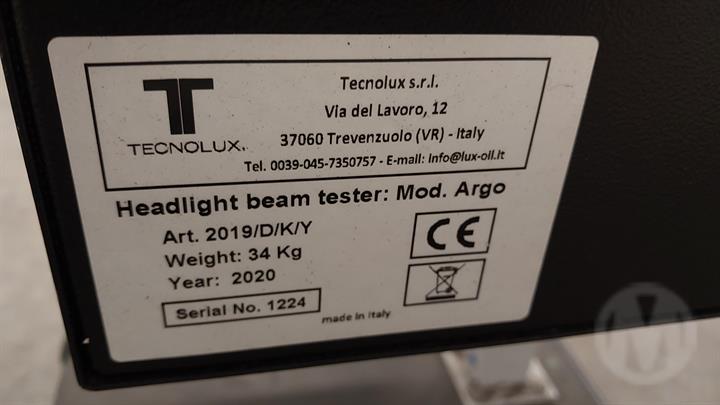 TECNOLUX.
Tecnolux s.r.l.
Via del Lavoro, 12
37060 Trevenzuolo (VR) - Italy
Tel. 0039-045-7350757 - E-mail: info@lux-oil.it
Headlight beam tester: Mod. Argo
Art. 2019/D/K/Y
Weight: 34 Kg
Year: 2020
Serial No. 1224
CE
made in Italy
M